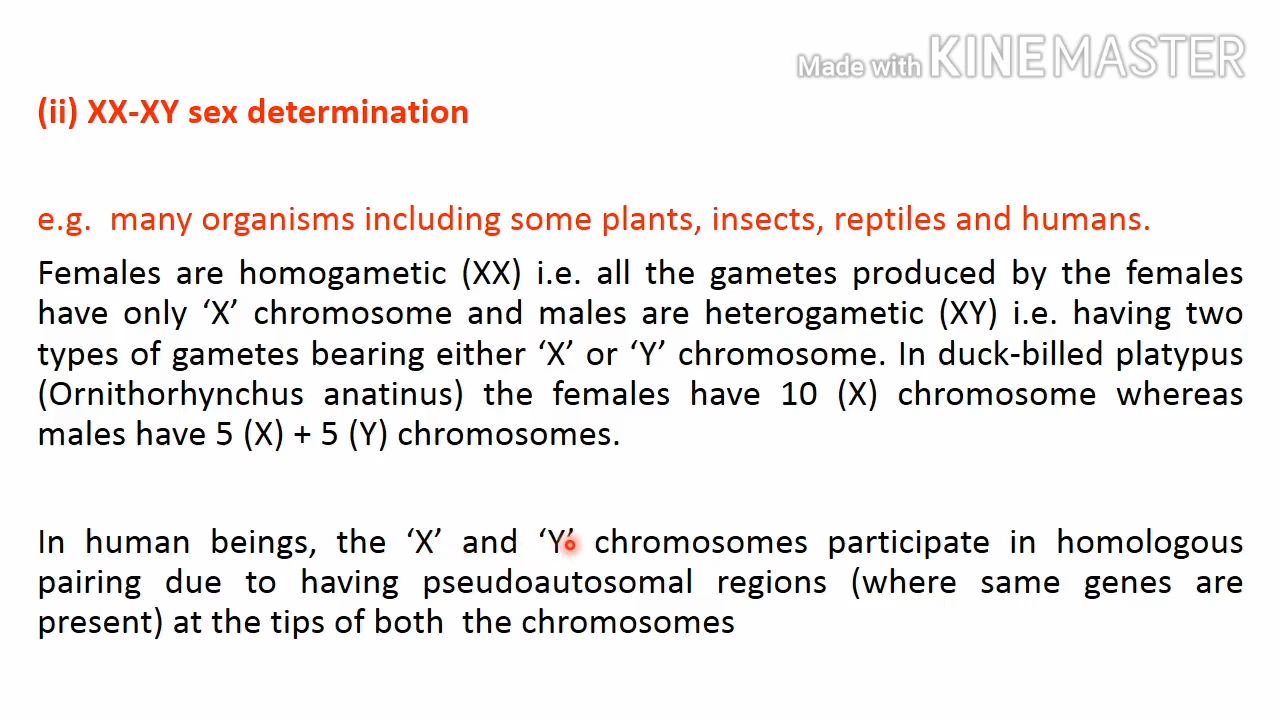 Made with KINEMASTER
(ii) XX-XY sex determination
e.g. many organisms including some plants, insects, reptiles and humans.
Females are homogametic (XX) i.e. all the gametes produced by the females
have only ‘X’ chromosome and males are heterogametic (XY) i.e. having two
types of gametes bearing either ‘X’ or ‘Y’ chromosome. In duck-billed platypus
(Ornithorhynchus anatinus) the females have 10 (X) chromosome whereas
males have 5 (X) + 5 (Y) chromosomes.
In human beings, the ‘X’ and ‘Y’ chromosomes participate in homologous
pairing due to having pseudoautosomal regions (where same genes are
present) at the tips of both the chromosomes